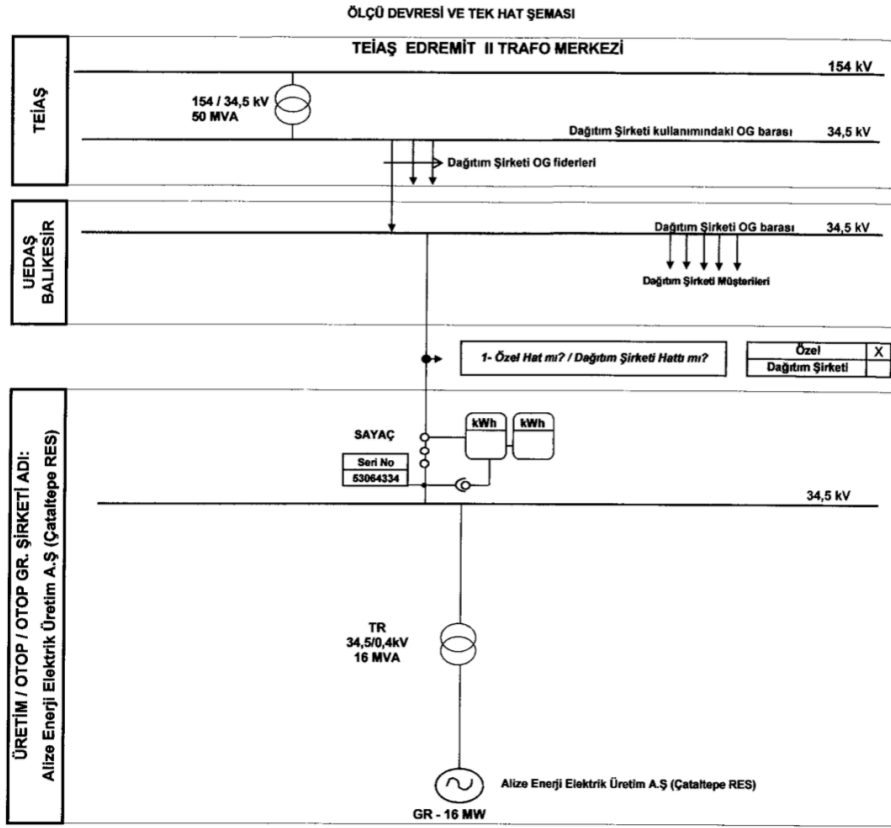 ÖLÇÜ DEVRESİ VE TEK HAT ŞEMASI
TEİAŞ
TEİAŞ EDREMİT II TRAFO MERKEZİ
154 kV
154 / 34,5 kV
50 MVA
Dağıtım Şirketi kullanımındaki OG barası
34,5 kV
Dağıtım Şirketi OG fiderleri
UEDAŞ
BALIKESİR
Dağıtım Şirketi OG barası
34,5 kV
Dağıtım Şirketi Müşterileri
1- Özel Hat mı? / Dağıtım Şirketi Hattı mı?
Özel X
Dağıtım Şirketi
ÜRETİM / OTOP / OTOP GR. ŞİRKETİ ADI:
Alize Enerji Elektrik Üretim A.Ş (Çataltepe RES)
kWh kWh
SAYAÇ
Seri No
53064334
34,5 kV
TR
34,5/0,4kV
16 MVA
Alize Enerji Elektrik Üretim A.Ş (Çataltepe RES)
GR - 16 MW